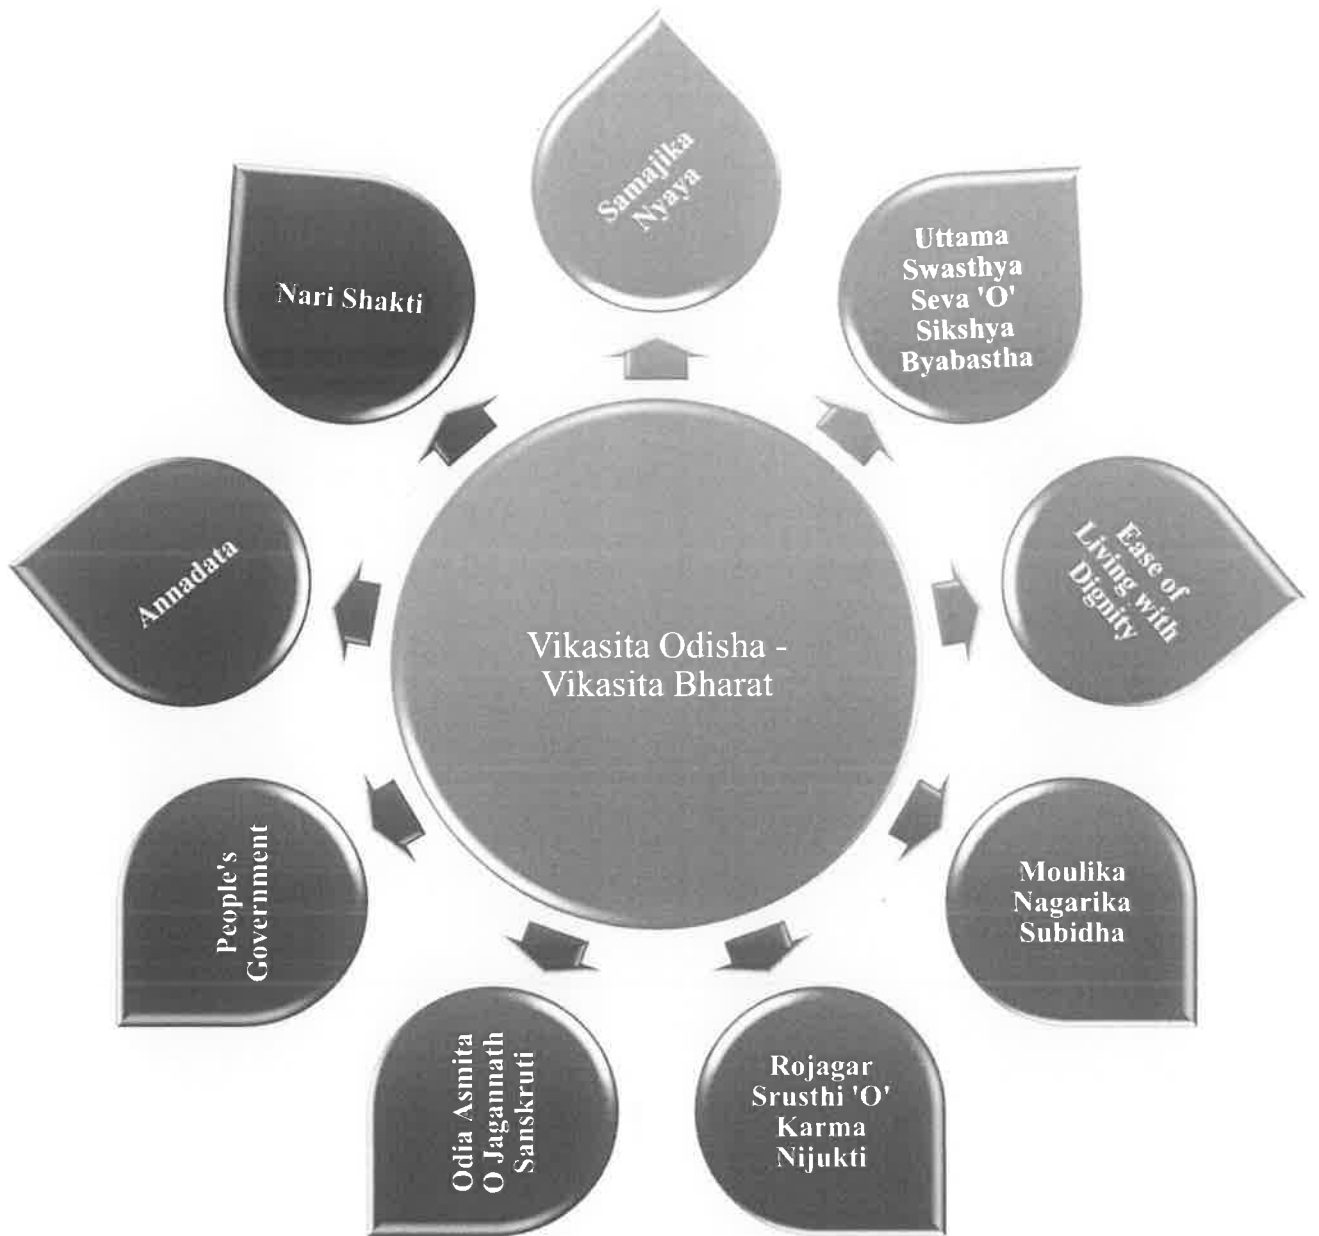 Samajika
Nyaya
Uttama
Swasthya
Seva 'O'
Sikshya
Byabastha
Ease of
Living with
Dignity
Moulika
Nagarika
Subidha
Rojagar
Srusthi 'O'
Karma
Nijukti
Odia Asmita
O Jagannath
Sanskruti
People's
Government
Annadata
Nari Shakti
Vikasita Odisha -
Vikasita Bharat